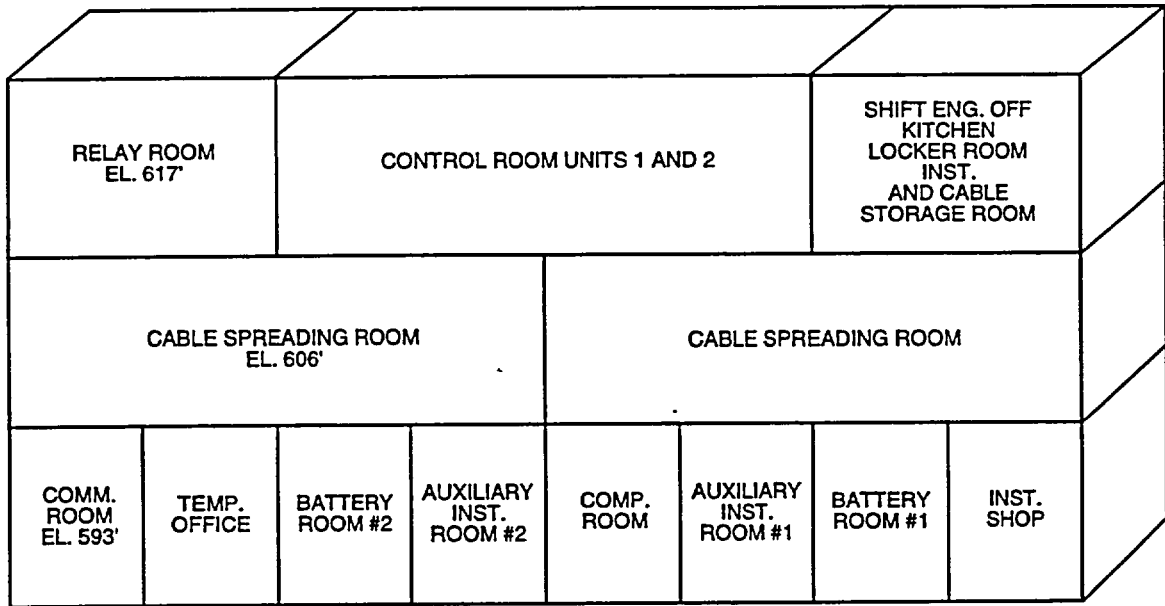 RELAY ROOM
EL. 617'
CONTROL ROOM UNITS 1 AND 2
SHIFT ENG. OFF
KITCHEN
LOCKER ROOM
INST.
AND CABLE
STORAGE ROOM
CABLE SPREADING ROOM
EL. 606'
CABLE SPREADING ROOM
COMM.
ROOM
EL. 593'
TEMP.
OFFICE
BATTERY
ROOM #2
AUXILIARY
INST.
ROOM #2
COMP.
ROOM
AUXILIARY
INST.
ROOM #1
BATTERY
ROOM #1
INST.
SHOP